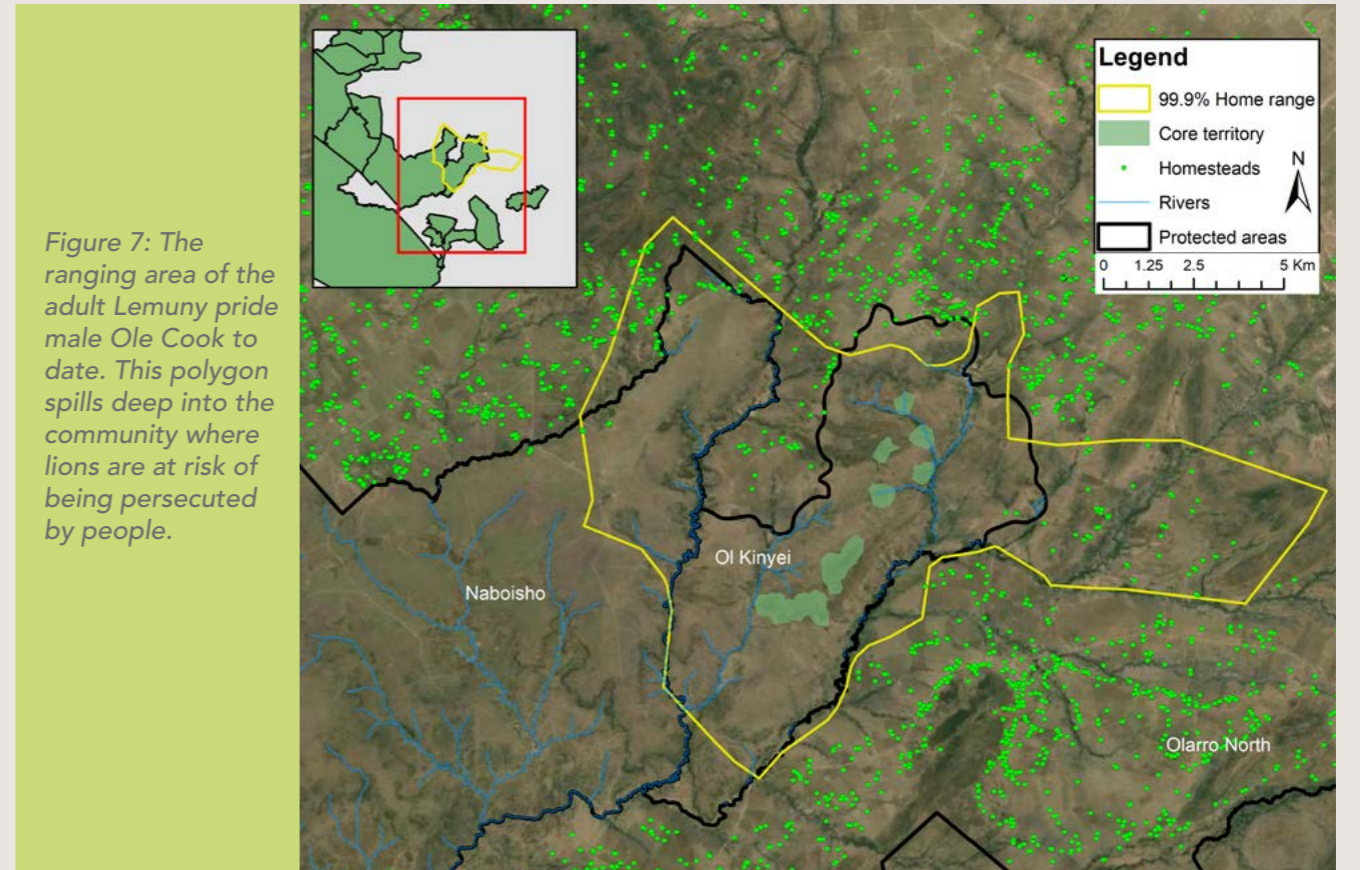 Figure 7: The
ranging area of the
adult Lemuny pride
male Ole Cook to
date. This polygon
spills deep into the
community where
lions are at risk of
being persecuted
by people.
Legend
99.9% Home range
Core territory
Homesteads
Rivers
Protected areas
N
0 1.25 2.5 5 Km
Ol Kinyei
Naboisho
Olarro North